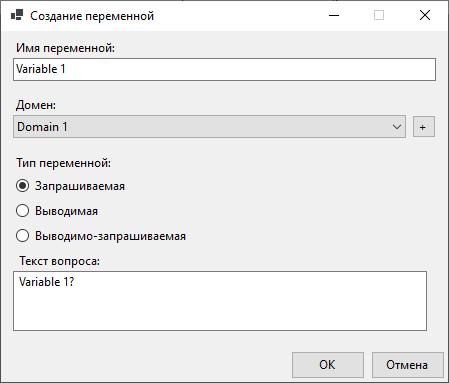 Создание переменной
Имя переменной:
Variable 1
Домен:
Domain 1
+
Тип переменной:
Запрашиваемая
Выводимая
Выводимо-запрашиваемая
Текст вопроса:
Variable 1?
OK
Отмена